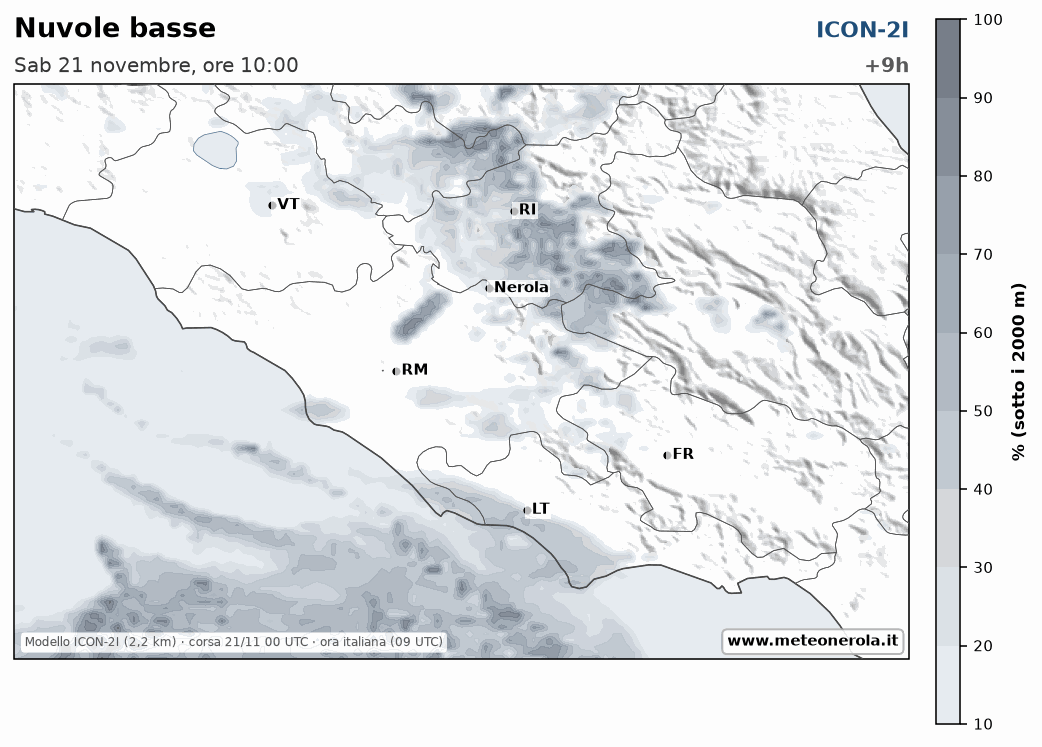 Nuvole basse
ICON-2I
Sab 21 novembre, ore 10:00
+9h
VT
RI
Nerola
RM
FR
LT
Modello ICON-2I (2,2 km) · corsa 21/11 00 UTC · ora italiana (09 UTC)
www.meteonerola.it
100
90
80
70
60
50
40
30
20
10
% (sotto i 2000 m)